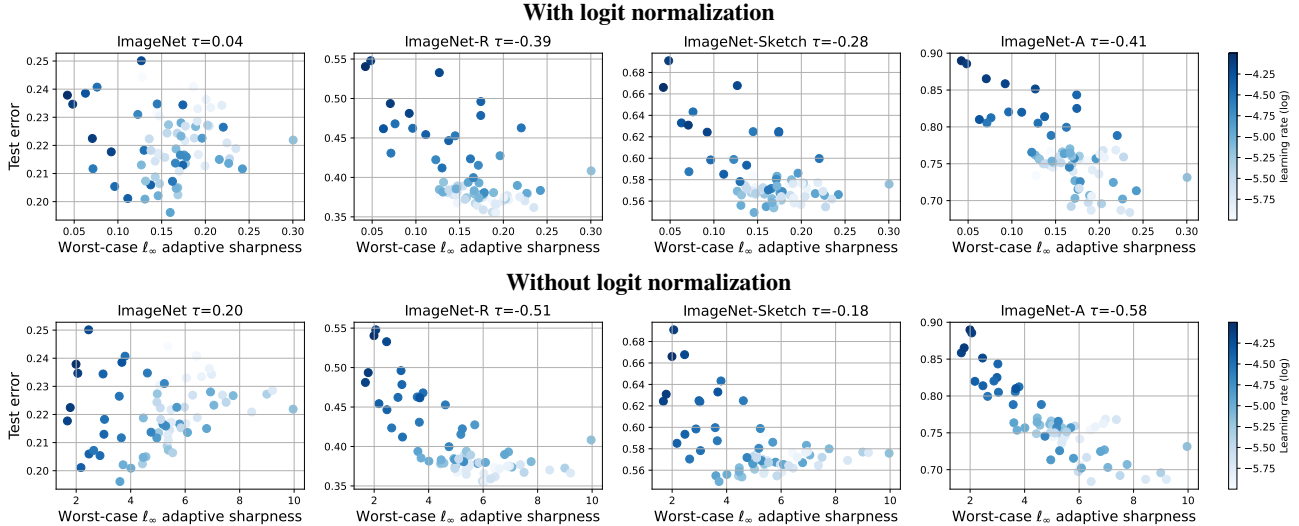 With logit normalization
ImageNet τ=0.04
ImageNet-R τ=-0.39
ImageNet-Sketch τ=-0.28
ImageNet-A τ=-0.41
Test error
0.25
0.24
0.23
0.22
0.21
0.20
0.55
0.50
0.45
0.40
0.35
0.68
0.66
0.64
0.62
0.60
0.58
0.56
0.90
0.85
0.80
0.75
0.70
0.05 0.10 0.15 0.20 0.25 0.30
0.05 0.10 0.15 0.20 0.25 0.30
0.05 0.10 0.15 0.20 0.25 0.30
0.05 0.10 0.15 0.20 0.25 0.30
Worst-case ℓ∞ adaptive sharpness
Worst-case ℓ∞ adaptive sharpness
Worst-case ℓ∞ adaptive sharpness
Worst-case ℓ∞ adaptive sharpness
−4.25
−4.50
−4.75
−5.00
−5.25
−5.50
−5.75
learning rate (log)
Without logit normalization
ImageNet τ=0.20
ImageNet-R τ=-0.51
ImageNet-Sketch τ=-0.18
ImageNet-A τ=-0.58
Test error
0.25
0.24
0.23
0.22
0.21
0.20
0.55
0.50
0.45
0.40
0.35
0.68
0.66
0.64
0.62
0.60
0.58
0.56
0.90
0.85
0.80
0.75
0.70
2 4 6 8 10
2 4 6 8 10
2 4 6 8 10
2 4 6 8 10
Worst-case ℓ∞ adaptive sharpness
Worst-case ℓ∞ adaptive sharpness
Worst-case ℓ∞ adaptive sharpness
Worst-case ℓ∞ adaptive sharpness
−4.25
−4.50
−4.75
−5.00
−5.25
−5.50
−5.75
Learning rate (log)